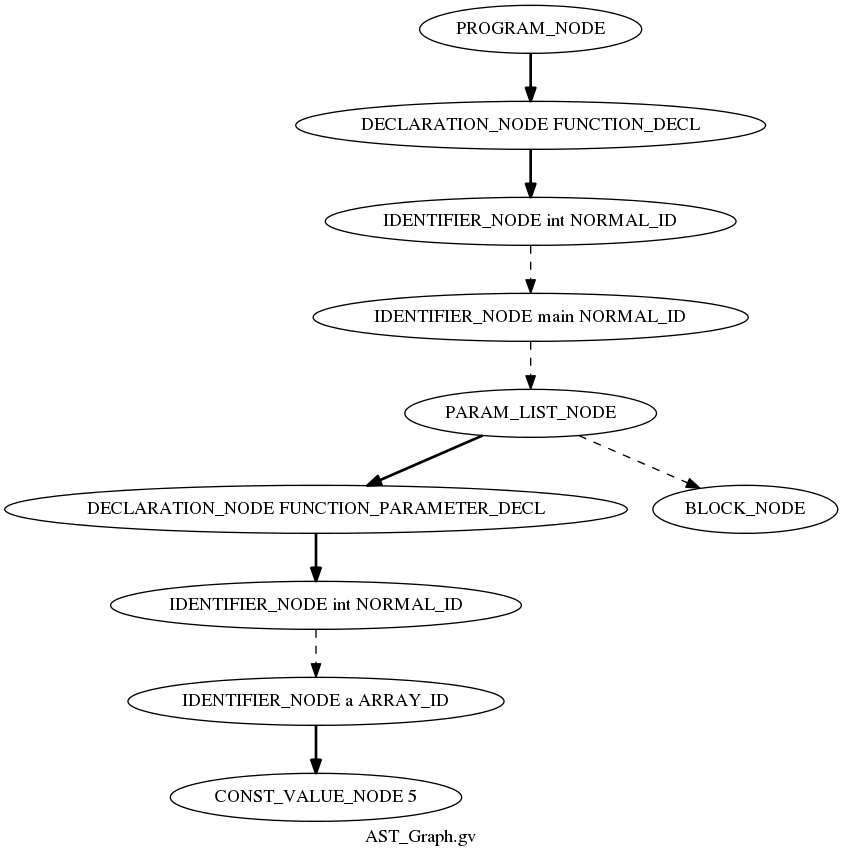 PROGRAM_NODE
DECLARATION_NODE FUNCTION_DECL
IDENTIFIER_NODE int NORMAL_ID
IDENTIFIER_NODE main NORMAL_ID
PARAM_LIST_NODE
DECLARATION_NODE FUNCTION_PARAMETER_DECL
BLOCK_NODE
IDENTIFIER_NODE int NORMAL_ID
IDENTIFIER_NODE a ARRAY_ID
CONST_VALUE_NODE 5
AST_Graph.gv